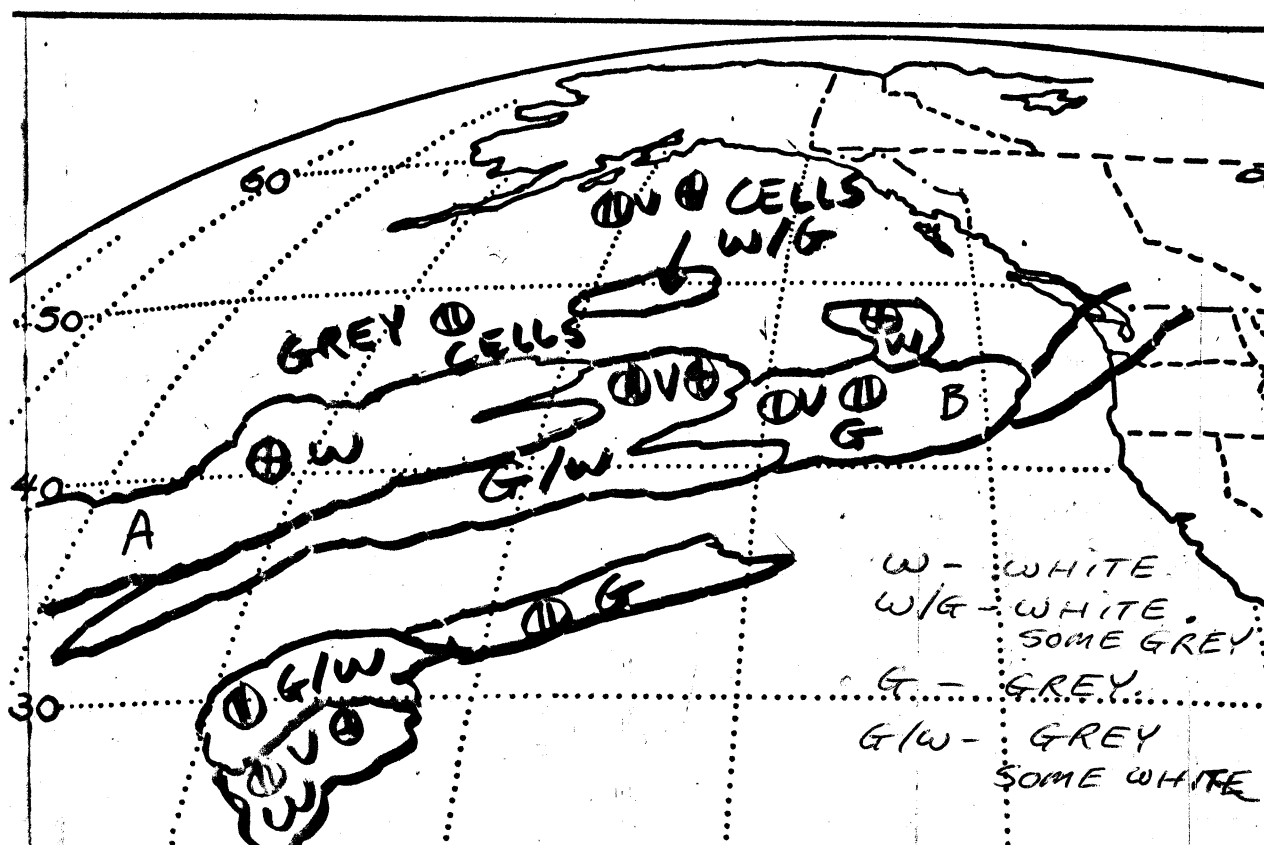 60
V CELLS
W/G
50
GREY
CELLS
W
V
V
G
B
W
G/W
40
A
G
G/W
30
V
W
W - WHITE
W/G - WHITE.
SOME GREY
G - GREY.
G/W - GREY
SOME WHITE